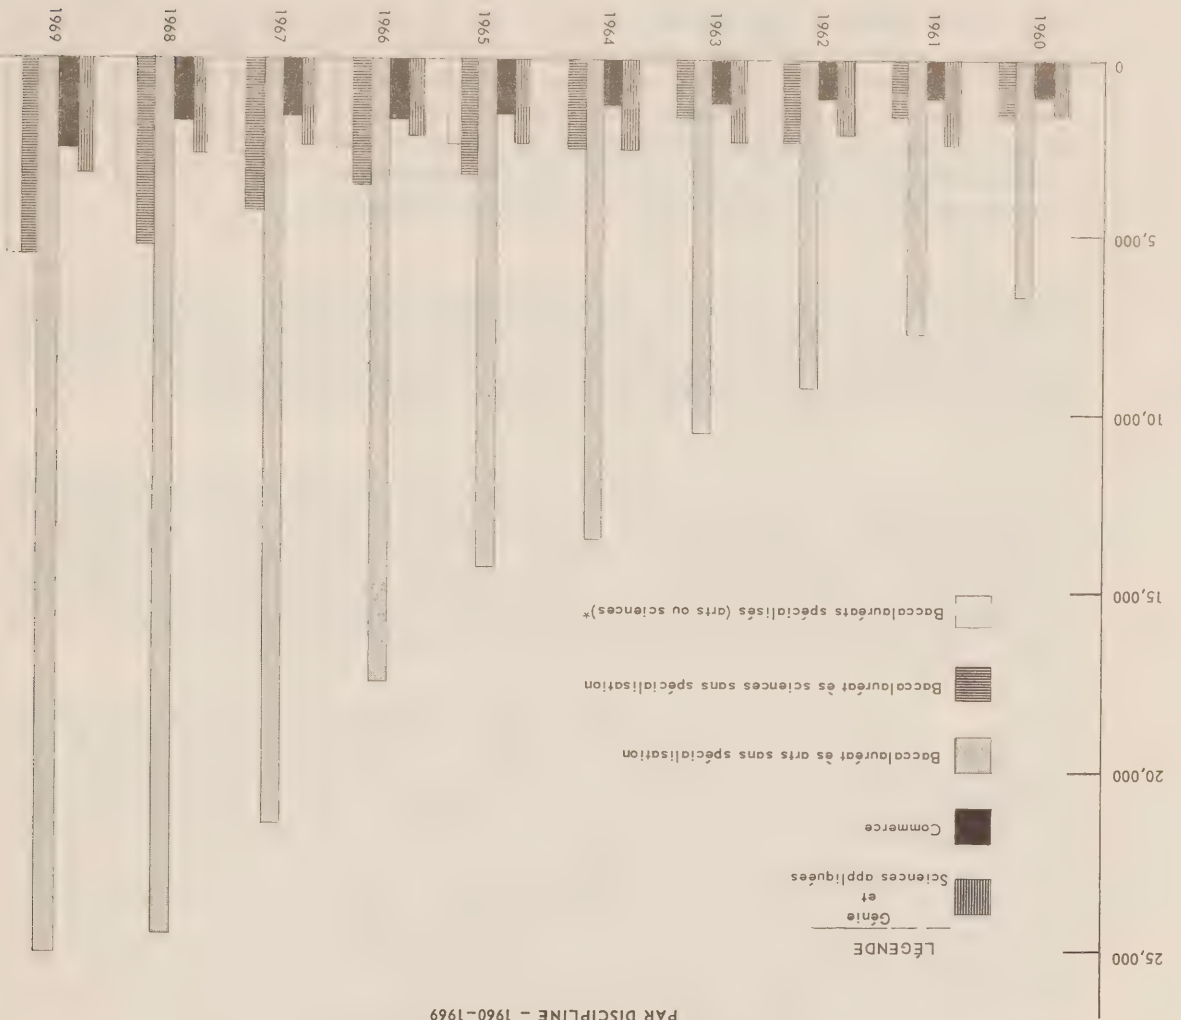 PAR DISCIPLINE – 1960-1969
25,000
LÉGENDE
Génie
et
Sciences appliquées
Commerce
20,000
Baccalauréat ès arts sans spécialisation
Baccalauréat ès sciences sans spécialisation
15,000
Baccalauréats spécialisés (arts ou sciences)*
10,000
5,000
0
1960 1961 1962 1963 1964 1965 1966 1967 1968 1969